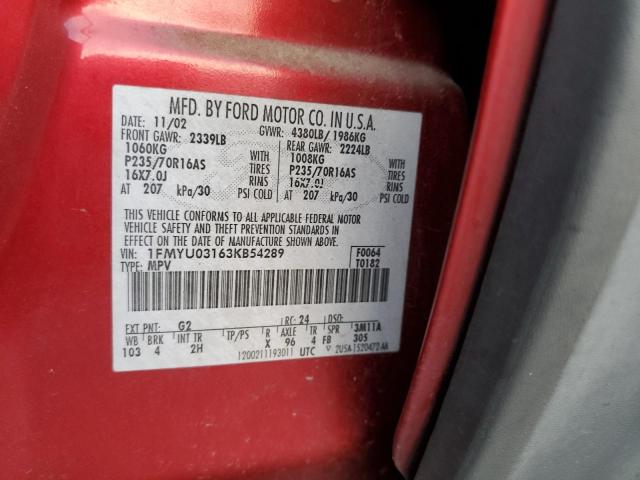 MFD. BY FORD MOTOR CO. IN U.S.A.
DATE: 11/02 GVWR: 4380LB/ 1986KG
FRONT GAWR: 2339LB REAR GAWR: 2224LB
1060KG WITH 1008KG WITH
P235/70R16AS TIRES P235/70R16AS TIRES
16X7.0J RIMS 16X7.0J RIMS
AT 207 kPa/30 PSI COLD AT 207 kPa/30 PSI COLD
THIS VEHICLE CONFORMS TO ALL APPLICABLE FEDERAL MOTOR
VEHICLE SAFETY AND THEFT PREVENTION STANDARDS IN
EFFECT ON THE DATE OF MANUFACTURE SHOWN ABOVE.
VIN: 1FMYU03163KB54289 F0064
TYPE: MPV T0182
EXT PNT: G2 RC: 24 DSO:
WB BRK INT TR TP/PS R AXLE TR SPR 3M11A
103 4 2H X 96 4 FB 305
1200211193011 UTC